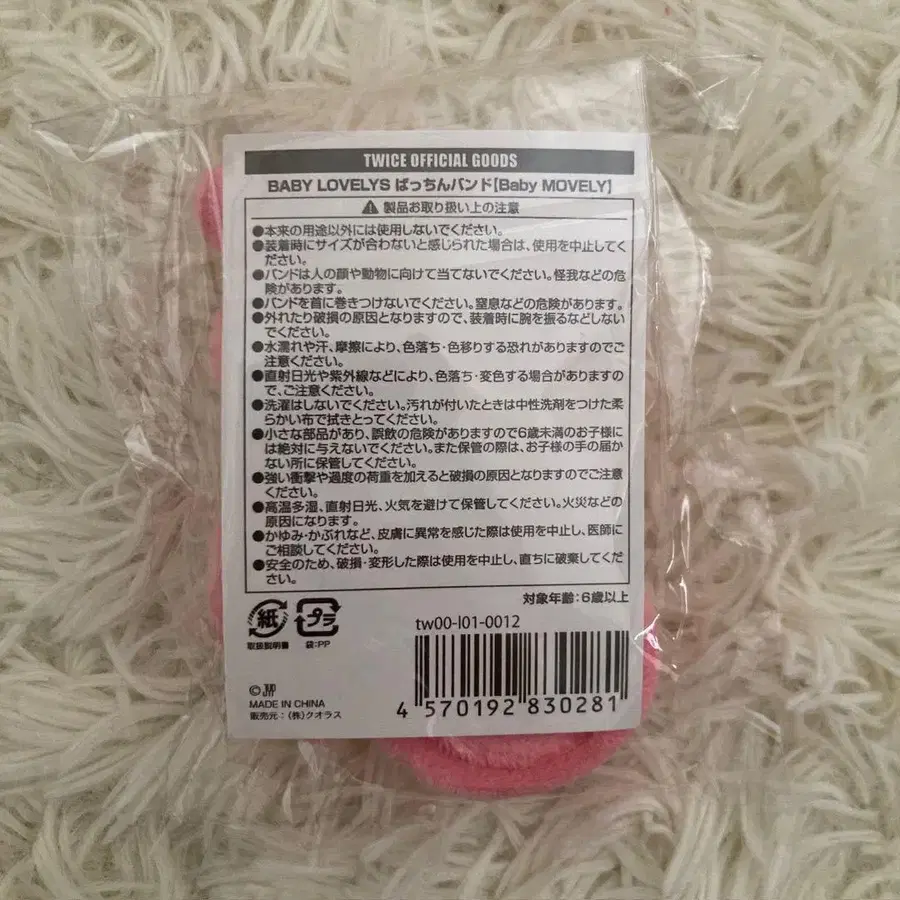 TWICE OFFICIAL GOODS
BABY LOVELYS ぱっちんバンド[Baby MOVELY]
製品お取り扱い上の注意
●本来の用途以外には使用しないでください。
●装着時にサイズが合わないと感じられた場合は、使用を中止してく
ださい。
●バンドは人の顔や動物に向けて当てないでください。怪我などの危
険があります。
●バンドを首に巻きつけないでください。窒息などの危険があります。
●外れたり破損の原因となりますので、装着時に腕を振るなどしない
でください。
●水濡れや汗、摩擦により、色落ち・色移りする恐れがありますのでご
注意ください。
●直射日光や紫外線などにより、色落ち・変色する場合がありますの
で、ご注意ください。
●洗濯はしないでください。汚れが付いたときは中性洗剤をつけた柔
らかい布で拭きとってください。
●小さな部品があり、誤飲の危険がありますので6歳未満のお子様に
は絶対に与えないでください。また保管の際は、お子様の手の届か
ない所に保管してください。
●強い衝撃や過度の荷重を加えると破損の原因となりますのでご注意
ください。
●高温多湿、直射日光、火気を避けて保管してください。火災などの
原因になります。
●かゆみ・かぶれなど、皮膚に異常を感じた際は使用を中止し、医師に
ご相談してください。
●安全のため、破損・変形した際は使用を中止し、直ちに破棄してくだ
さい。
対象年齢:6歳以上
紙
プラ
取扱説明書
袋:PP
tw00-l01-0012
4 570192 830281
©JYP
MADE IN CHINA
販売元:(株)クオラス